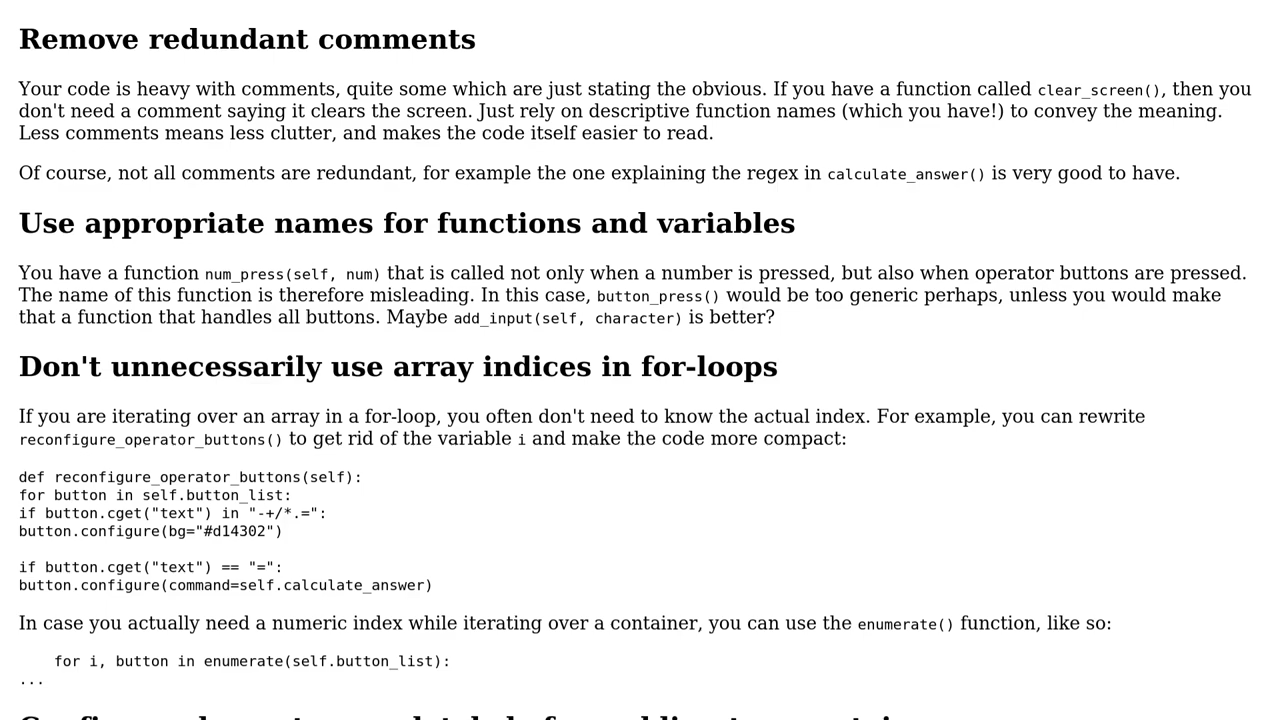 Remove redundant comments
Your code is heavy with comments, quite some which are just stating the obvious. If you have a function called clear_screen(), then you
don't need a comment saying it clears the screen. Just rely on descriptive function names (which you have!) to convey the meaning.
Less comments means less clutter, and makes the code itself easier to read.
Of course, not all comments are redundant, for example the one explaining the regex in calculate_answer() is very good to have.
Use appropriate names for functions and variables
You have a function num_press(self, num) that is called not only when a number is pressed, but also when operator buttons are pressed.
The name of this function is therefore misleading. In this case, button_press() would be too generic perhaps, unless you would make
that a function that handles all buttons. Maybe add_input(self, character) is better?
Don't unnecessarily use array indices in for-loops
If you are iterating over an array in a for-loop, you often don't need to know the actual index. For example, you can rewrite
reconfigure_operator_buttons() to get rid of the variable i and make the code more compact:
def reconfigure_operator_buttons(self):
for button in self.button_list:
if button.cget("text") in "-+/*.=":
button.configure(bg="#d14302")
if button.cget("text") == "=":
button.configure(command=self.calculate_answer)
In case you actually need a numeric index while iterating over a container, you can use the enumerate() function, like so:
for i, button in enumerate(self.button_list):
...